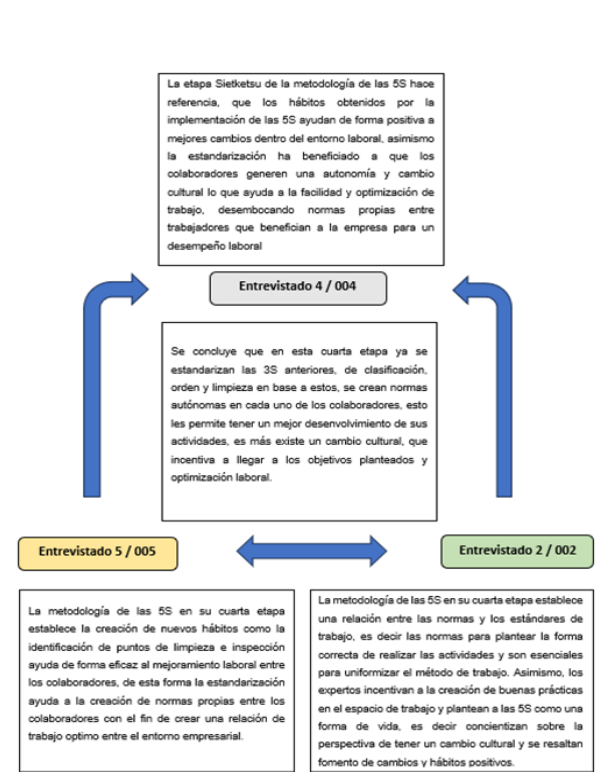 La etapa Sietketsu de la metodología de las 5S hace
referencia, que los hábitos obtenidos por la
implementación de las 5S ayudan de forma positiva a
mejores cambios dentro del entorno laboral, asimismo
la estandarización ha beneficiado a que los
colaboradores generen una autonomía y cambio
cultural lo que ayuda a la facilidad y optimización de
trabajo, desembocando normas propias entre
trabajadores que benefician a la empresa para un
desempeño laboral
Entrevistado 4 / 004
Se concluye que en esta cuarta etapa ya se
estandarizan las 3S anteriores, de clasificación,
orden y limpieza en base a estos, se crean normas
autónomas en cada uno de los colaboradores, esto
les permite tener un mejor desenvolvimiento de sus
actividades, es más existe un cambio cultural, que
incentiva a llegar a los objetivos planteados y
optimización laboral.
Entrevistado 5 / 005
Entrevistado 2 / 002
La metodología de las 5S en su cuarta etapa
establece la creación de nuevos hábitos como la
identificación de puntos de limpieza e inspección
ayuda de forma eficaz al mejoramiento laboral entre
los colaboradores, de esta forma la estandarización
ayuda a la creación de normas propias entre los
colaboradores con el fin de crear una relación de
trabajo optimo entre el entorno empresarial.
La metodología de las 5S en su cuarta etapa establece
una relación entre las normas y los estándares de
trabajo, es decir las normas para plantear la forma
correcta de realizar las actividades y son esenciales
para uniformizar el método de trabajo. Asimismo, los
expertos incentivan a la creación de buenas prácticas
en el espacio de trabajo y plantean a las 5S como una
forma de vida, es decir concientizan sobre la
perspectiva de tener un cambio cultural y se resaltan
fomento de cambios y hábitos positivos.